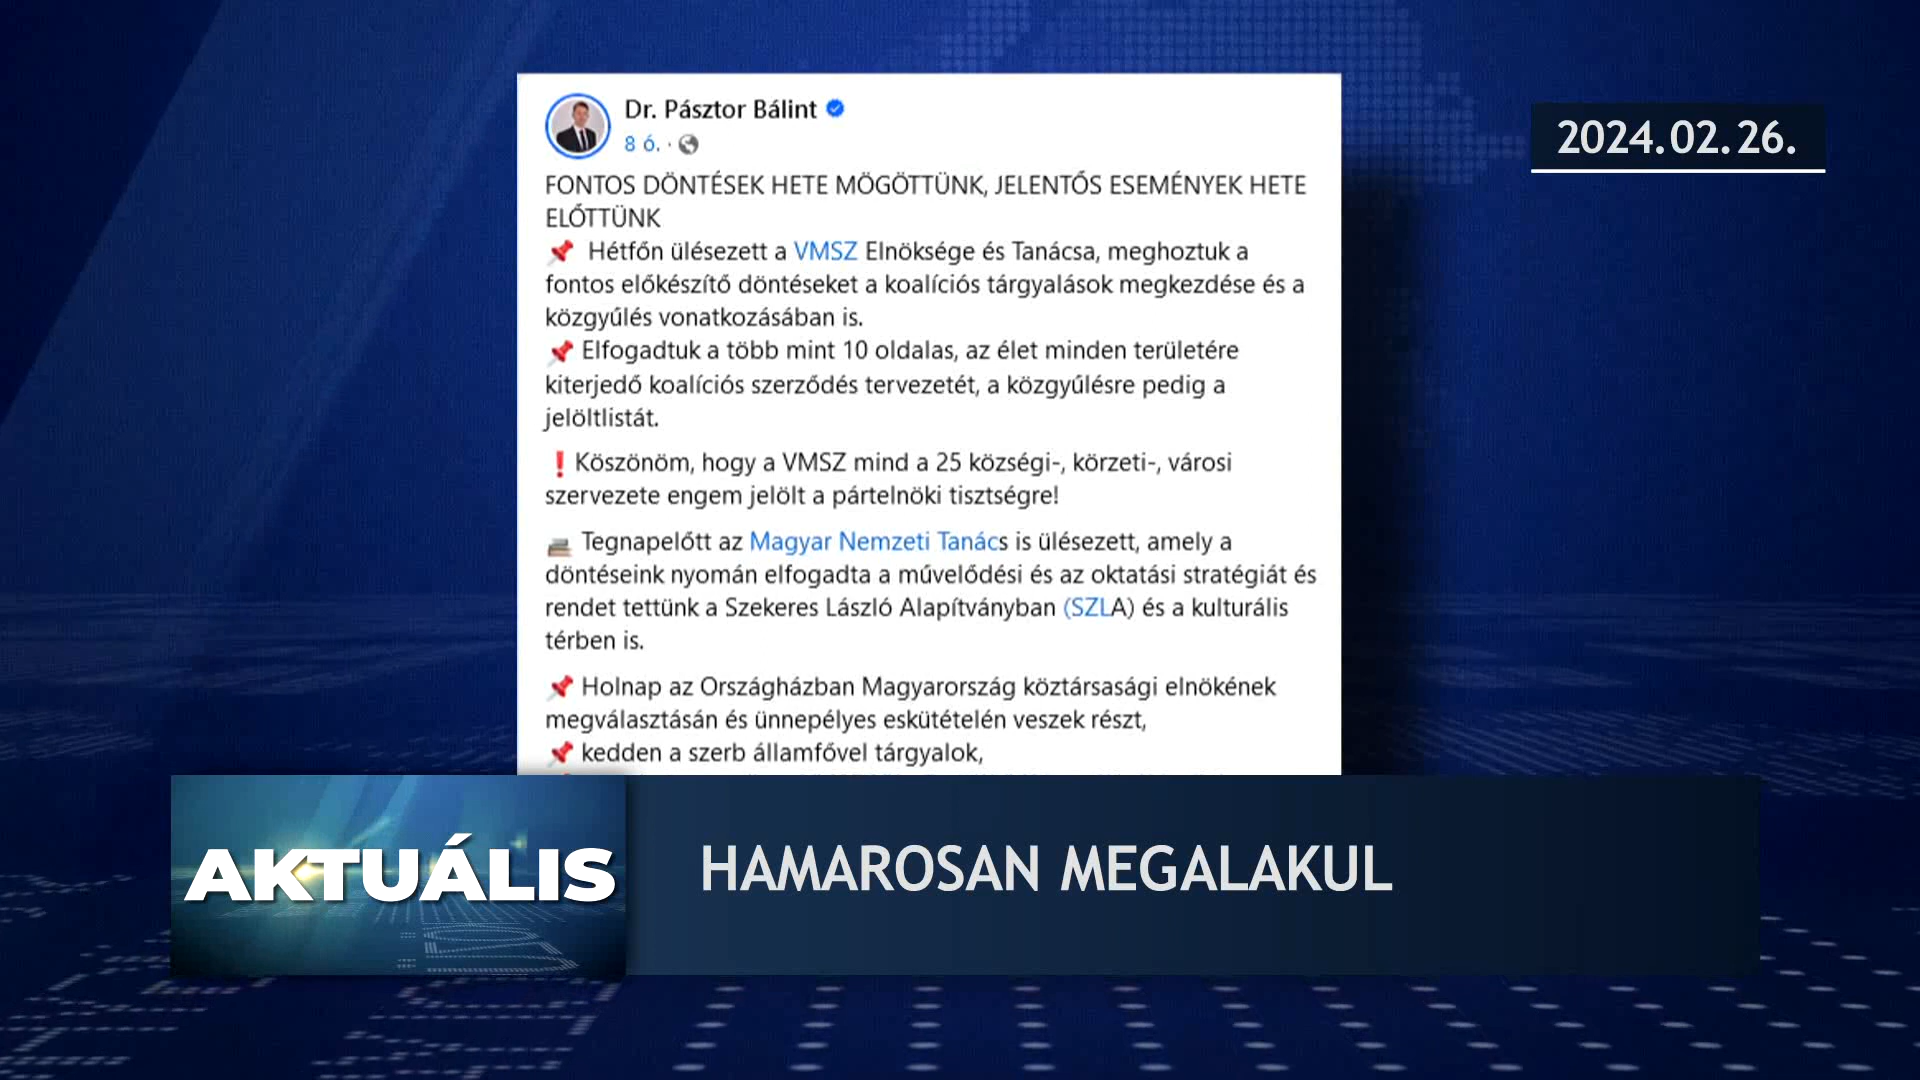 Dr. Pásztor Bálint
8 ó. ·
2024.02.26.
FONTOS DÖNTÉSEK HETE MÖGÖTTÜNK, JELENTŐS ESEMÉNYEK HETE
ELŐTTÜNK
Hétfőn ülésezett a VMSZ Elnöksége és Tanácsa, meghoztuk a
fontos előkészítő döntéseket a koalíciós tárgyalások megkezdése és a
közgyűlés vonatkozásában is.
Elfogadtuk a több mint 10 oldalas, az élet minden területére
kiterjedő koalíciós szerződés tervezetét, a közgyűlésre pedig a
jelöltlistát.
❗Köszönöm, hogy a VMSZ mind a 25 községi-, körzeti-, városi
szervezete engem jelölt a pártelnöki tisztségre!
Tegnapelőtt az Magyar Nemzeti Tanács is ülésezett, amely a
döntéseink nyomán elfogadta a művelődési és az oktatási stratégiát és
rendet tettünk a Szekeres László Alapítványban (SZLA) és a kulturális
térben is.
Holnap az Országházban Magyarország köztársasági elnökének
megválasztásán és ünnepélyes eskütételén veszek részt,
kedden a szerb államfővel tárgyalok,
AKTUÁLIS
HAMAROSAN MEGALAKUL